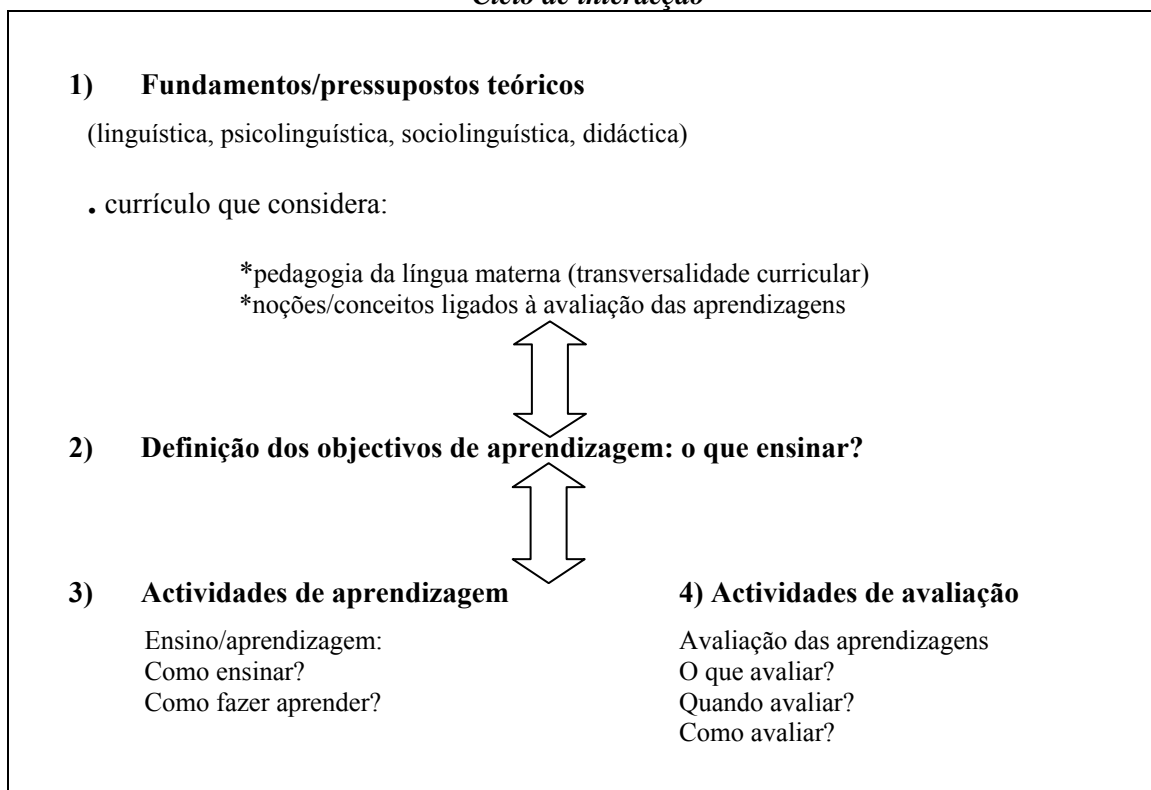 Ciclo de interacção
1) Fundamentos/pressupostos teóricos
(linguística, psicolinguística, sociolinguística, didáctica)
. currículo que considera:
*pedagogia da língua materna (transversalidade curricular)
*noções/conceitos ligados à avaliação das aprendizagens
2) Definição dos objectivos de aprendizagem: o que ensinar?
3) Actividades de aprendizagem 4) Actividades de avaliação
Ensino/aprendizagem: Avaliação das aprendizagens
Como ensinar? O que avaliar?
Como fazer aprender? Quando avaliar?
Como avaliar?